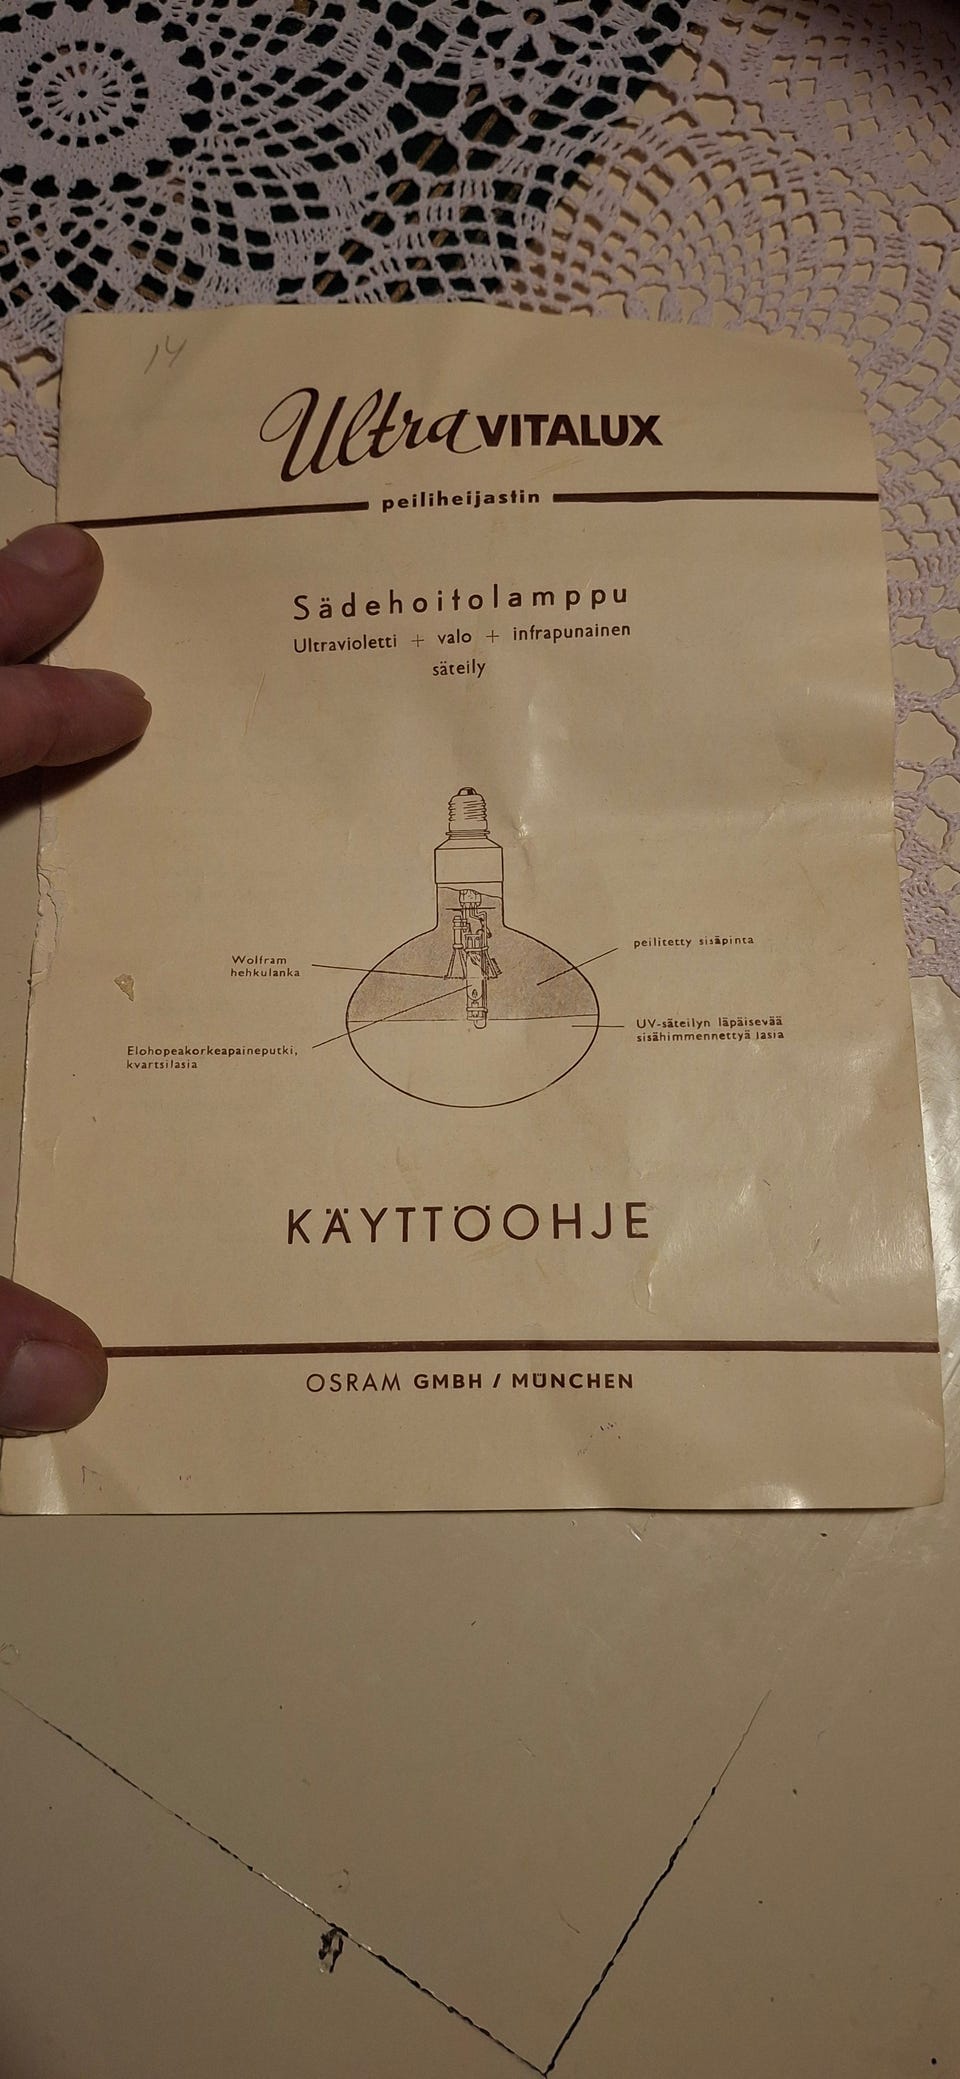 14
Ultra VITALUX
peiliheijastin
Sädehoitolamppu
Ultravioletti + valo + infrapunainen
säteily
peilitetty sisäpinta
Wolfram
hehkulanka
UV-säteilyn läpäisevää
sisähimmennettyä lasia
Elohopeakorkeapaineputki,
kvartsilasia
KÄYTTÖOHJE
OSRAM GMBH / MÜNCHEN